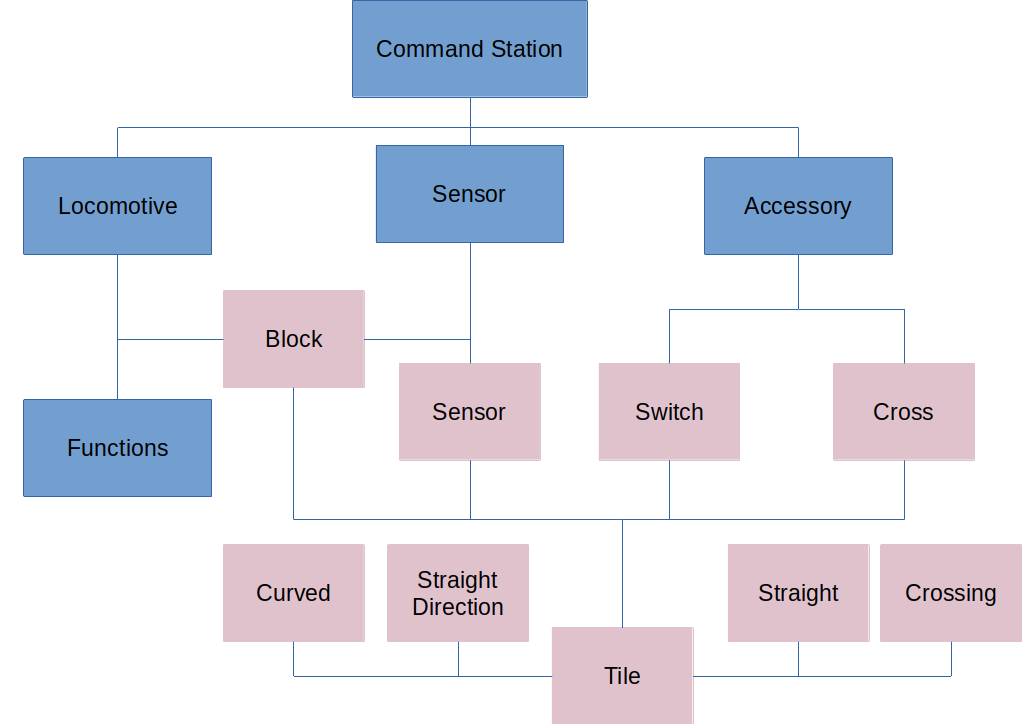 Command Station
Locomotive
Sensor
Accessory
Block
Sensor
Switch
Cross
Functions
Curved
Straight
Direction
Straight
Crossing
Tile